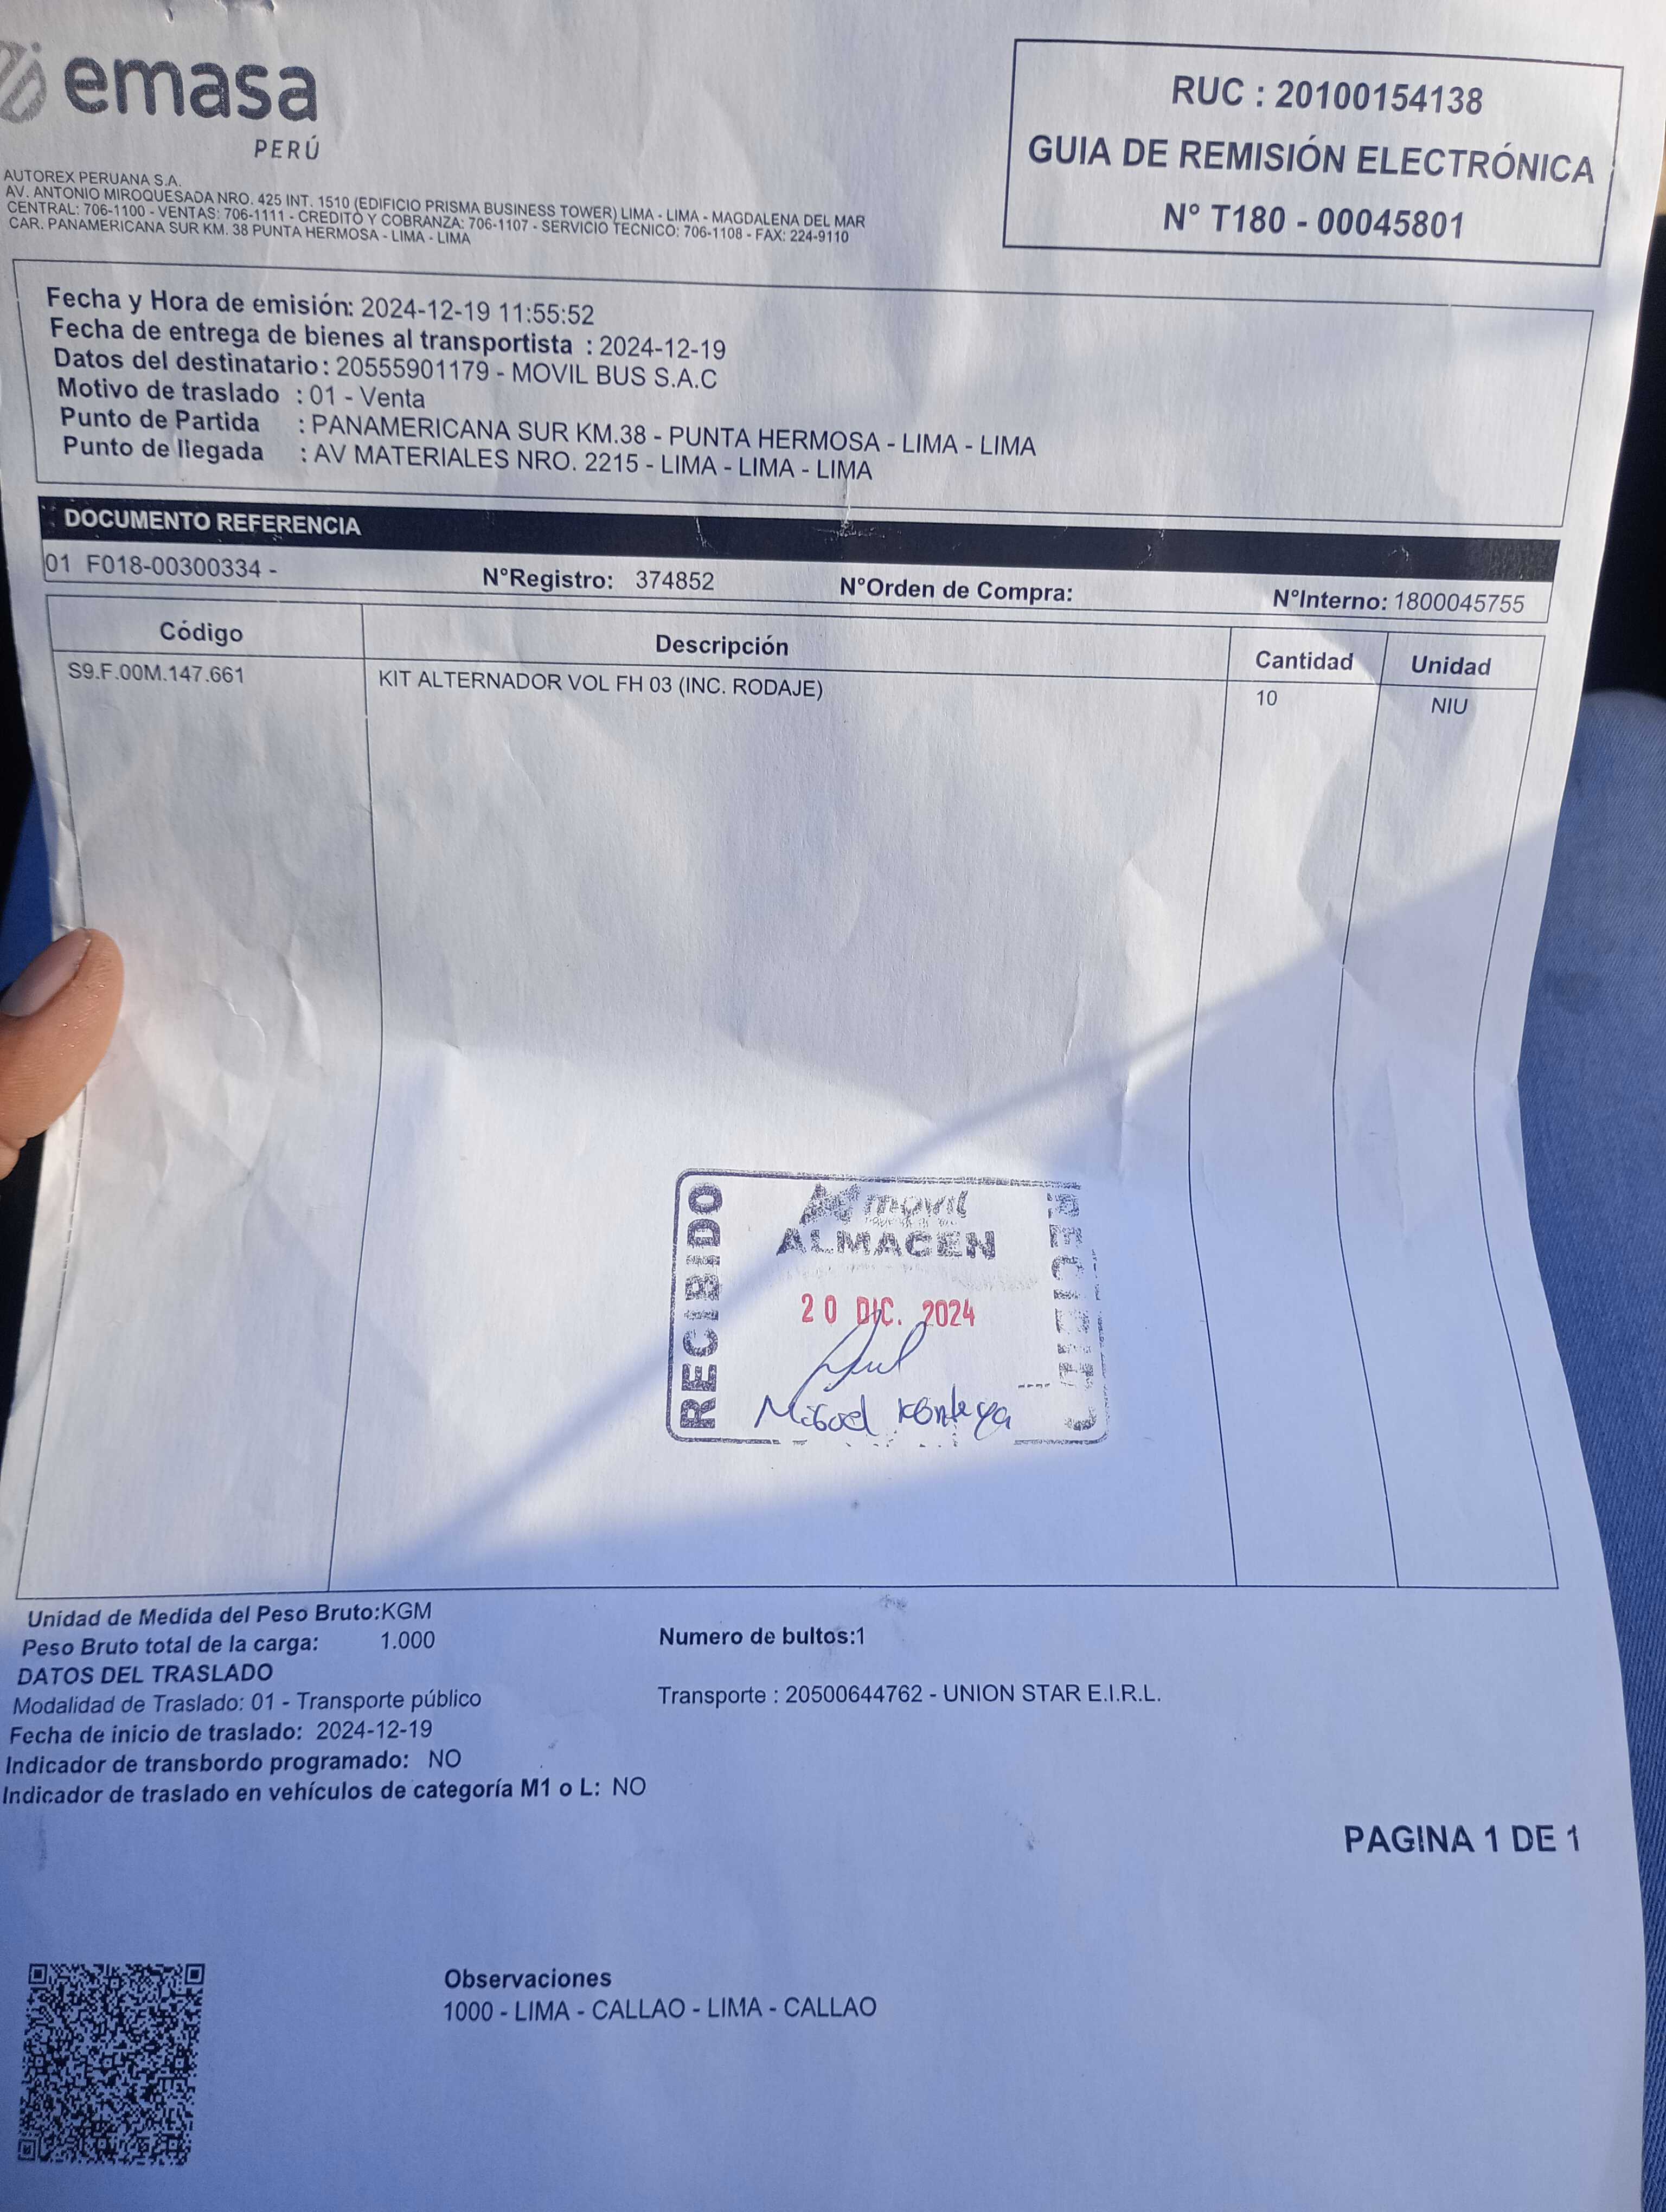 emasa
PERÚ
RUC : 20100154138
GUIA DE REMISIÓN ELECTRÓNICA
N° T180 - 00045801
AUTOREX PERUANA S.A.
AV. ANTONIO MIROQUESADA NRO. 425 INT. 1510 (EDIFICIO PRISMA BUSINESS TOWER) LIMA - LIMA - MAGDALENA DEL MAR
CENTRAL: 706-1100 - VENTAS: 706-1111 - CREDITO Y COBRANZA: 706-1107 - SERVICIO TECNICO: 706-1108 - FAX: 224-9110
CAR. PANAMERICANA SUR KM. 38 PUNTA HERMOSA - LIMA - LIMA
Fecha y Hora de emisión: 2024-12-19 11:55:52
Fecha de entrega de bienes al transportista : 2024-12-19
Datos del destinatario : 20555901179 - MOVIL BUS S.A.C
Motivo de traslado : 01 - Venta
Punto de Partida : PANAMERICANA SUR KM.38 - PUNTA HERMOSA - LIMA - LIMA
Punto de llegada : AV MATERIALES NRO. 2215 - LIMA - LIMA - LIMA
DOCUMENTO REFERENCIA
01 F018-00300334 - N°Registro: 374852 N°Orden de Compra: N°Interno: 1800045755
Código Descripción Cantidad Unidad
S9.F.00M.147.661 KIT ALTERNADOR VOL FH 03 (INC. RODAJE) 10 NIU
RECIBIDO
movil
ALMACEN
20 DIC. 2024
Miguel
Unidad de Medida del Peso Bruto:KGM
Peso Bruto total de la carga: 1.000 Numero de bultos:1
DATOS DEL TRASLADO
Modalidad de Traslado: 01 - Transporte público Transporte : 20500644762 - UNION STAR E.I.R.L.
Fecha de inicio de traslado: 2024-12-19
Indicador de transbordo programado: NO
Indicador de traslado en vehículos de categoría M1 o L: NO
PAGINA 1 DE 1
Observaciones
1000 - LIMA - CALLAO - LIMA - CALLAO